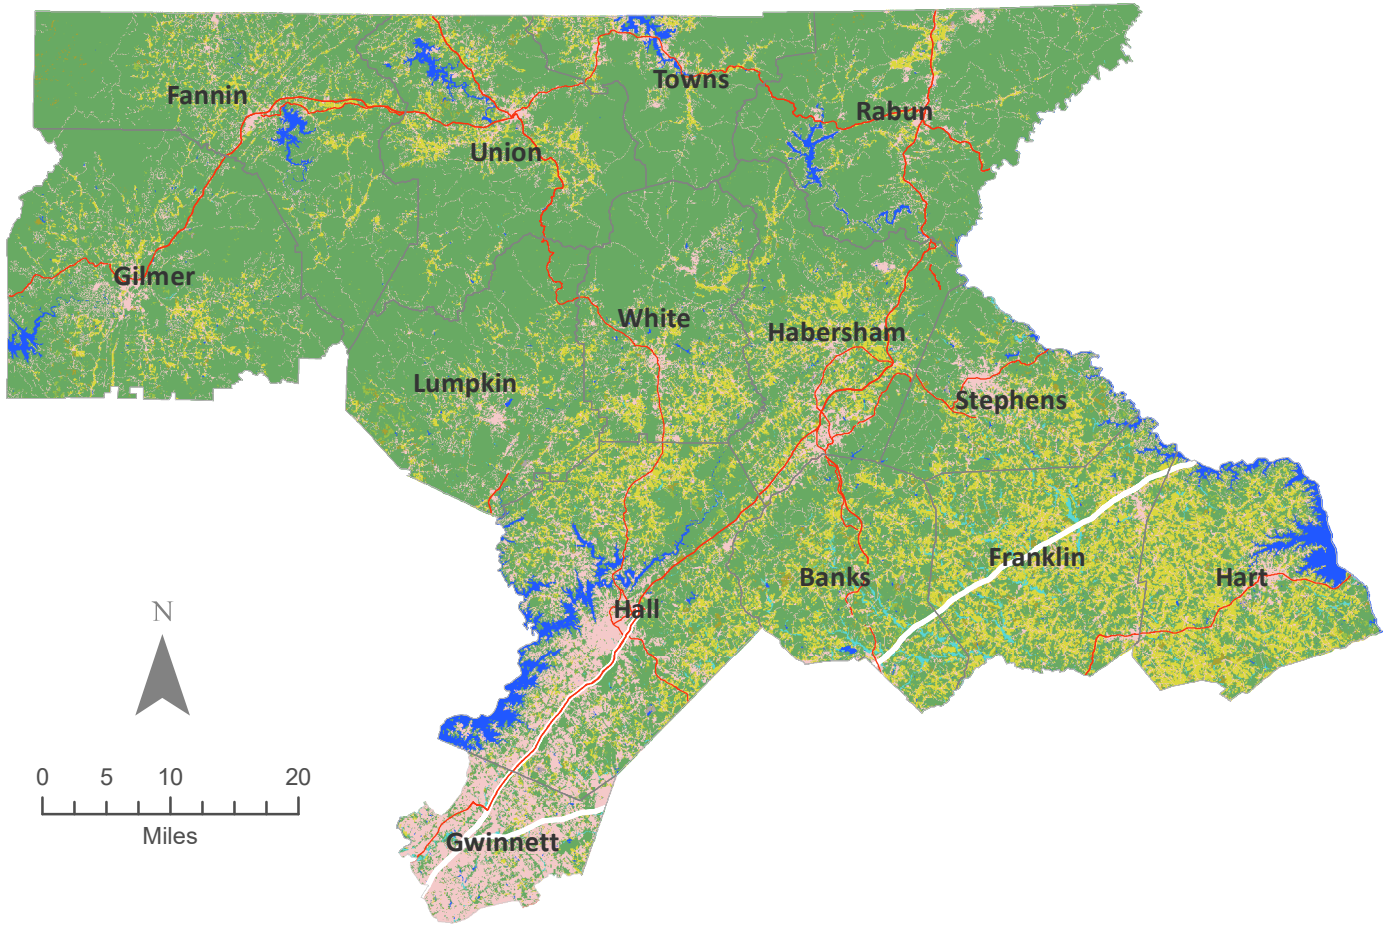 Towns
Fannin
Rabun
Union
Gilmer
White
Habersham
Lumpkin
Stephens
Franklin
Banks
Hart
Hall
N
0 5 10 20
Miles
Gwinnett